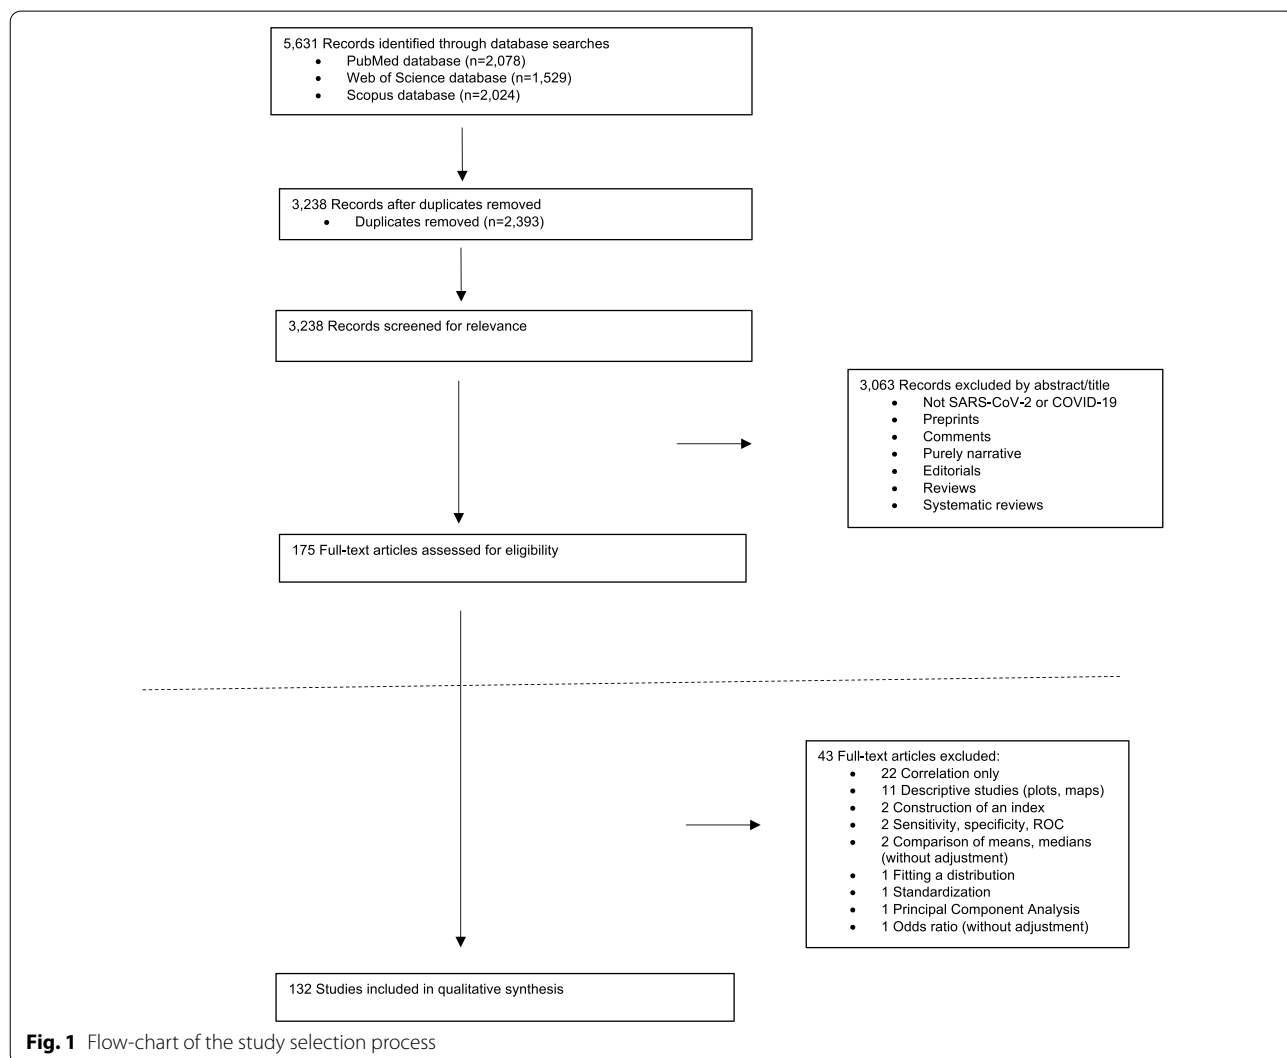 5,631 Records identified through database searches
• PubMed database (n=2,078)
• Web of Science database (n=1,529)
• Scopus database (n=2,024)
3,238 Records after duplicates removed
• Duplicates removed (n=2,393)
3,238 Records screened for relevance
3,063 Records excluded by abstract/title
• Not SARS-CoV-2 or COVID-19
• Preprints
• Comments
• Purely narrative
• Editorials
• Reviews
• Systematic reviews
175 Full-text articles assessed for eligibility
43 Full-text articles excluded:
• 22 Correlation only
• 11 Descriptive studies (plots, maps)
• 2 Construction of an index
• 2 Sensitivity, specificity, ROC
• 2 Comparison of means, medians
(without adjustment)
• 1 Fitting a distribution
• 1 Standardization
• 1 Principal Component Analysis
• 1 Odds ratio (without adjustment)
132 Studies included in qualitative synthesis
Fig. 1 Flow-chart of the study selection process